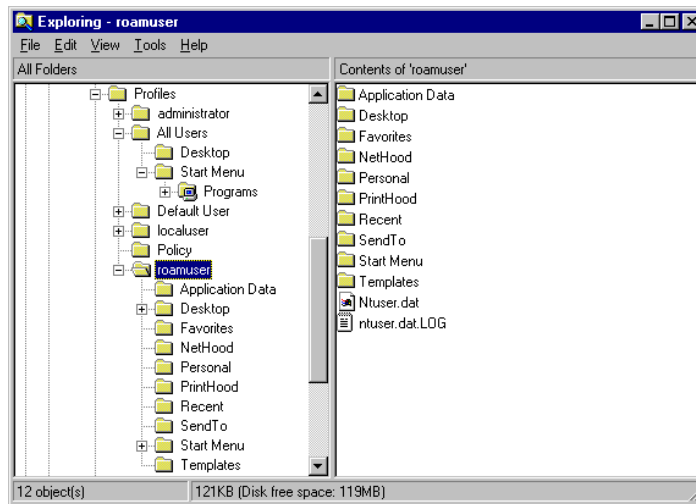 Exploring - roamuser
File Edit View Tools Help
All Folders
Contents of 'roamuser'
Profiles
administrator
All Users
Desktop
Start Menu
Programs
Default User
localuser
Policy
roamuser
Application Data
Desktop
Favorites
NetHood
Personal
PrintHood
Recent
SendTo
Start Menu
Templates
Application Data
Desktop
Favorites
NetHood
Personal
PrintHood
Recent
SendTo
Start Menu
Templates
Ntuser.dat
ntuser.dat.LOG
12 object(s)
121KB (Disk free space: 119MB)